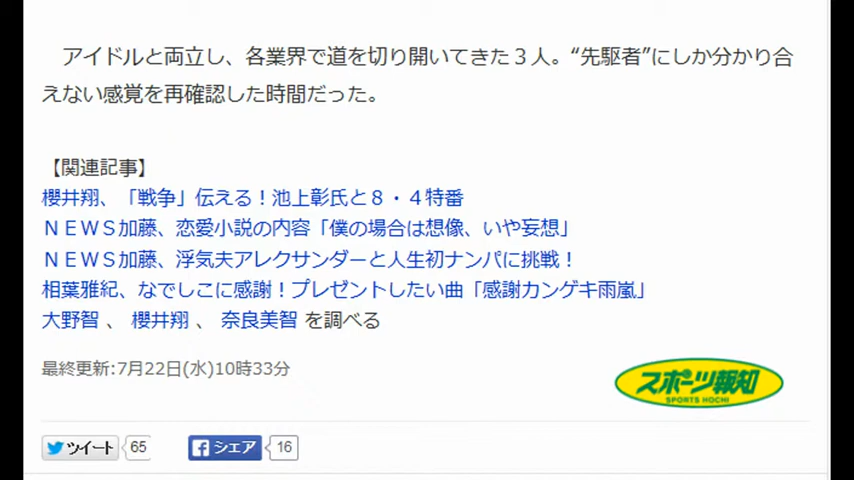 アイドルと両立し、各業界で道を切り開いてきた３人。“先駆者”にしか分かり合
えない感覚を再確認した時間だった。
【関連記事】
櫻井翔、「戦争」伝える！池上彰氏と８・４特番
ＮＥＷＳ加藤、恋愛小説の内容「僕の場合は想像、いや妄想」
ＮＥＷＳ加藤、浮気夫アレクサンダーと人生初ナンパに挑戦！
相葉雅紀、なでしこに感謝！プレゼントしたい曲「感謝カンゲキ雨嵐」
大野智 、 櫻井翔 、 奈良美智 を調べる
最終更新:7月22日(水)10時33分
スポーツ報知
SPORTS HOCHI
ツイート 65 シェア 16